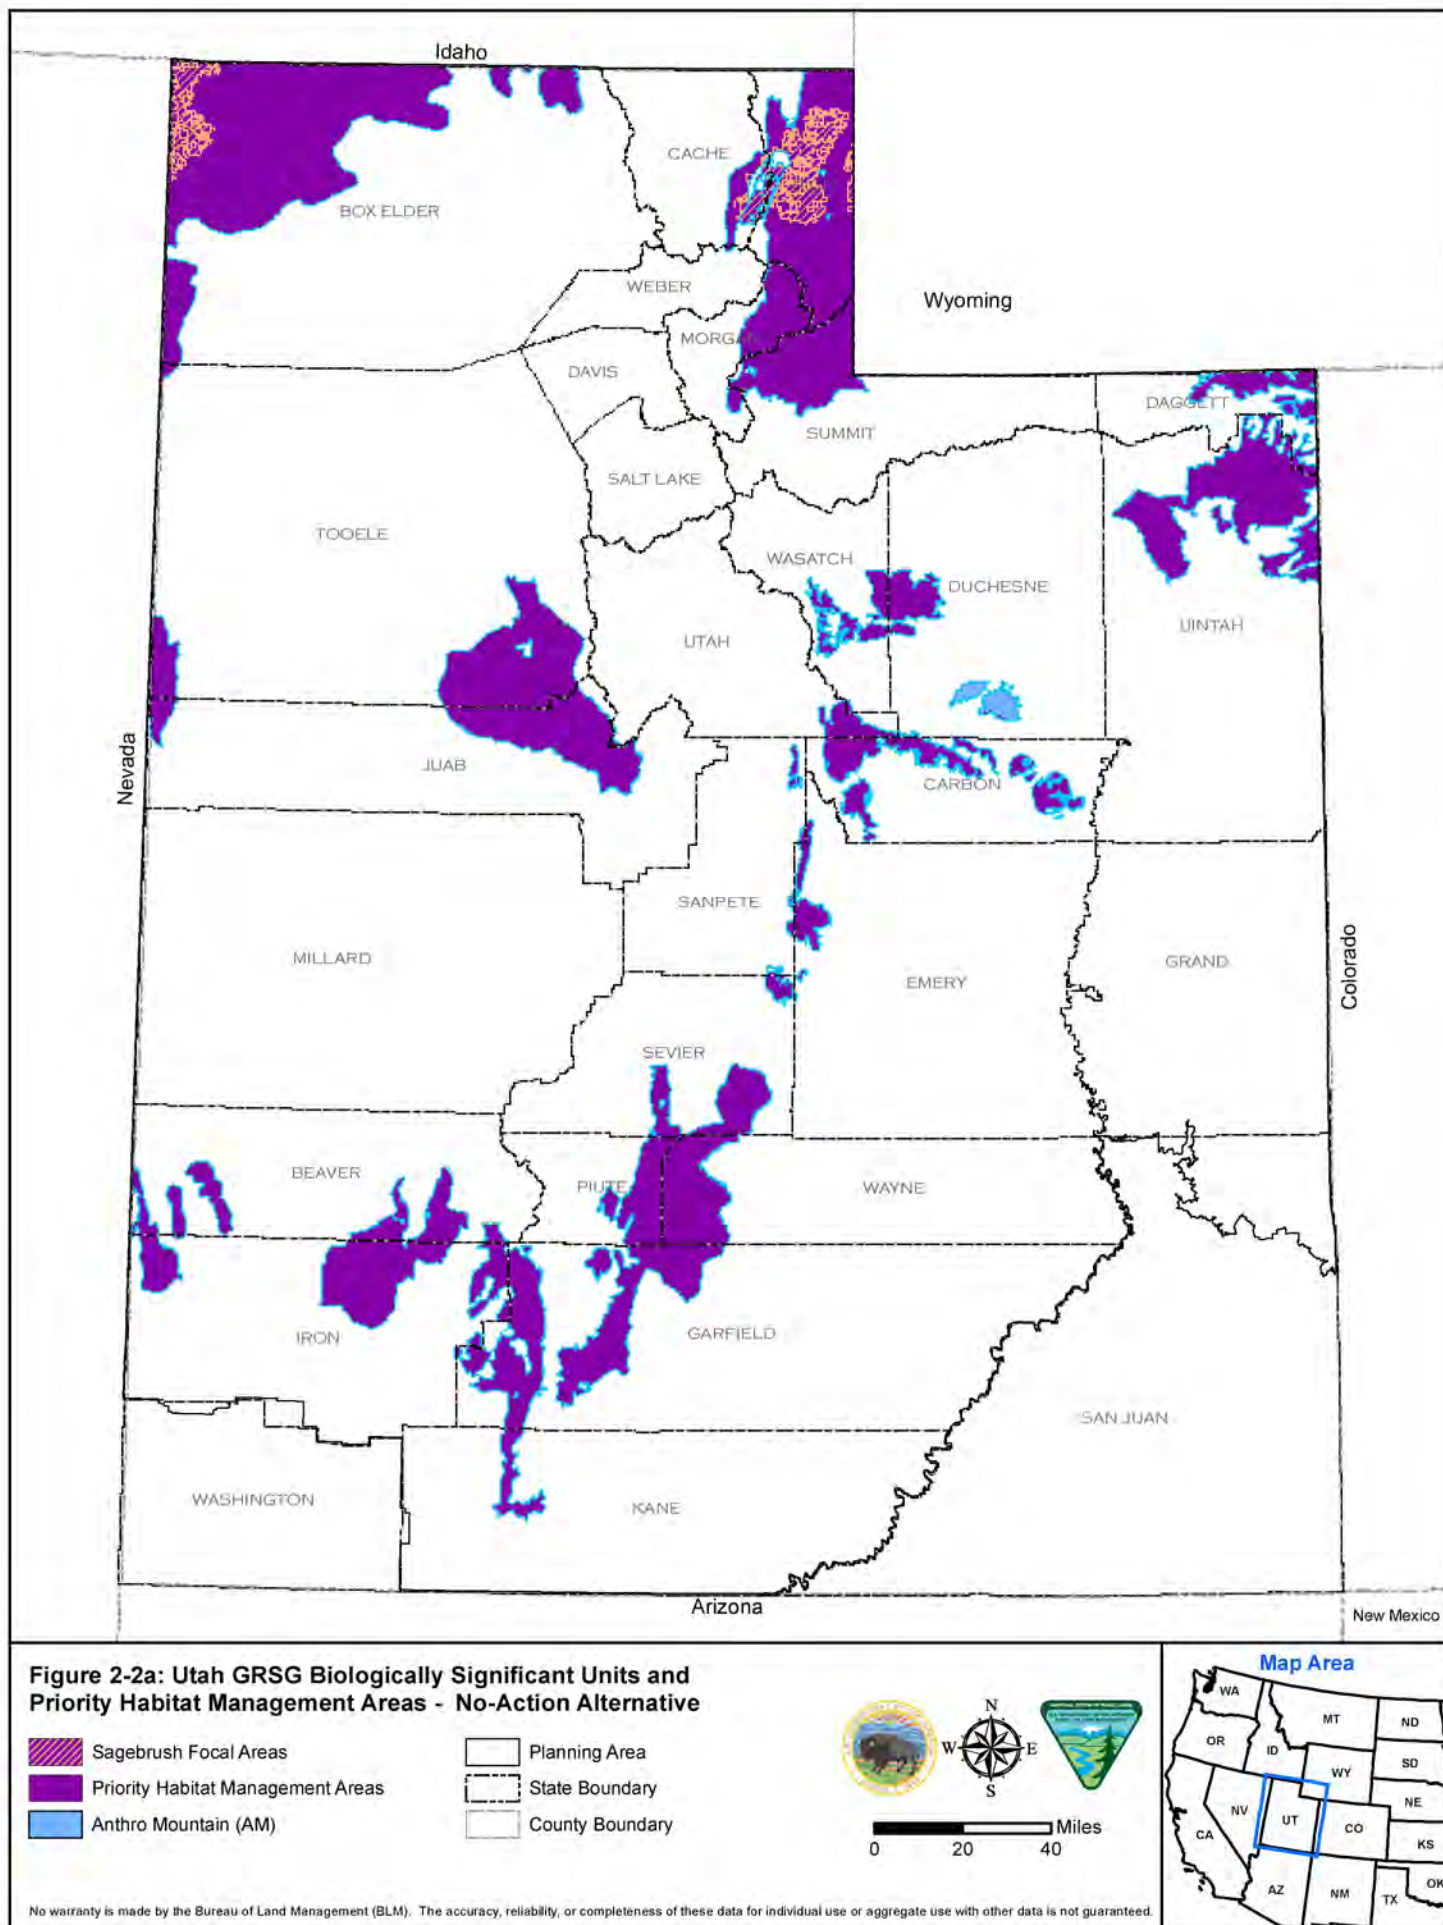 Idaho
CACHE
BOX ELDER
WEBER
Wyoming
MORGAN
DAVIS
DAGGETT
SUMMIT
SALT LAKE
TOOELE
WASATCH
DUCHESNE
UINTAH
UTAH
Nevada
JUAB
CARBON
SANPETE
MILLARD
GRAND
EMERY
Colorado
SEVIER
BEAVER
PIUTE
WAYNE
IRON
GARFIELD
SAN JUAN
WASHINGTON
KANE
Arizona
New Mexico
Figure 2-2a: Utah GRSG Biologically Significant Units and
Priority Habitat Management Areas - No-Action Alternative
Sagebrush Focal Areas
Priority Habitat Management Areas
Anthro Mountain (AM)
Planning Area
State Boundary
County Boundary
N
W
E
S
Miles
0 20 40
Map Area
WA
MT
ND
OR
ID
SD
WY
NE
NV
UT
CO
CA
KS
AZ
NM
TX
OK
No warranty is made by the Bureau of Land Management (BLM). The accuracy, reliability, or completeness of these data for individual use or aggregate use with other data is not guaranteed.